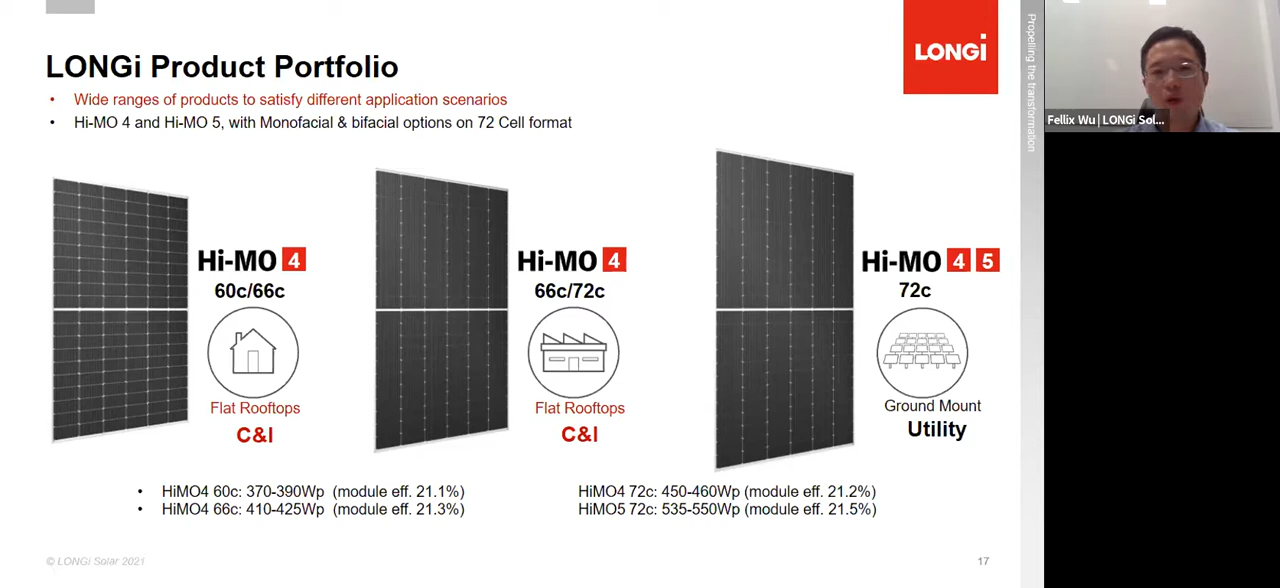 LONGi Product Portfolio
• Wide ranges of products to satisfy different application scenarios
• Hi-MO 4 and Hi-MO 5, with Monofacial & bifacial options on 72 Cell format
LONGi
Propelling the transformation
Fellix Wu | LONGi Sol...
Hi-MO 4
60c/66c
Flat Rooftops
C&I
Hi-MO 4
66c/72c
Flat Rooftops
C&I
Hi-MO 4 5
72c
Ground Mount
Utility
• HiMO4 60c: 370-390Wp (module eff. 21.1%)
• HiMO4 66c: 410-425Wp (module eff. 21.3%)
HiMO4 72c: 450-460Wp (module eff. 21.2%)
HiMO5 72c: 535-550Wp (module eff. 21.5%)
© LONGi Solar 2021
17